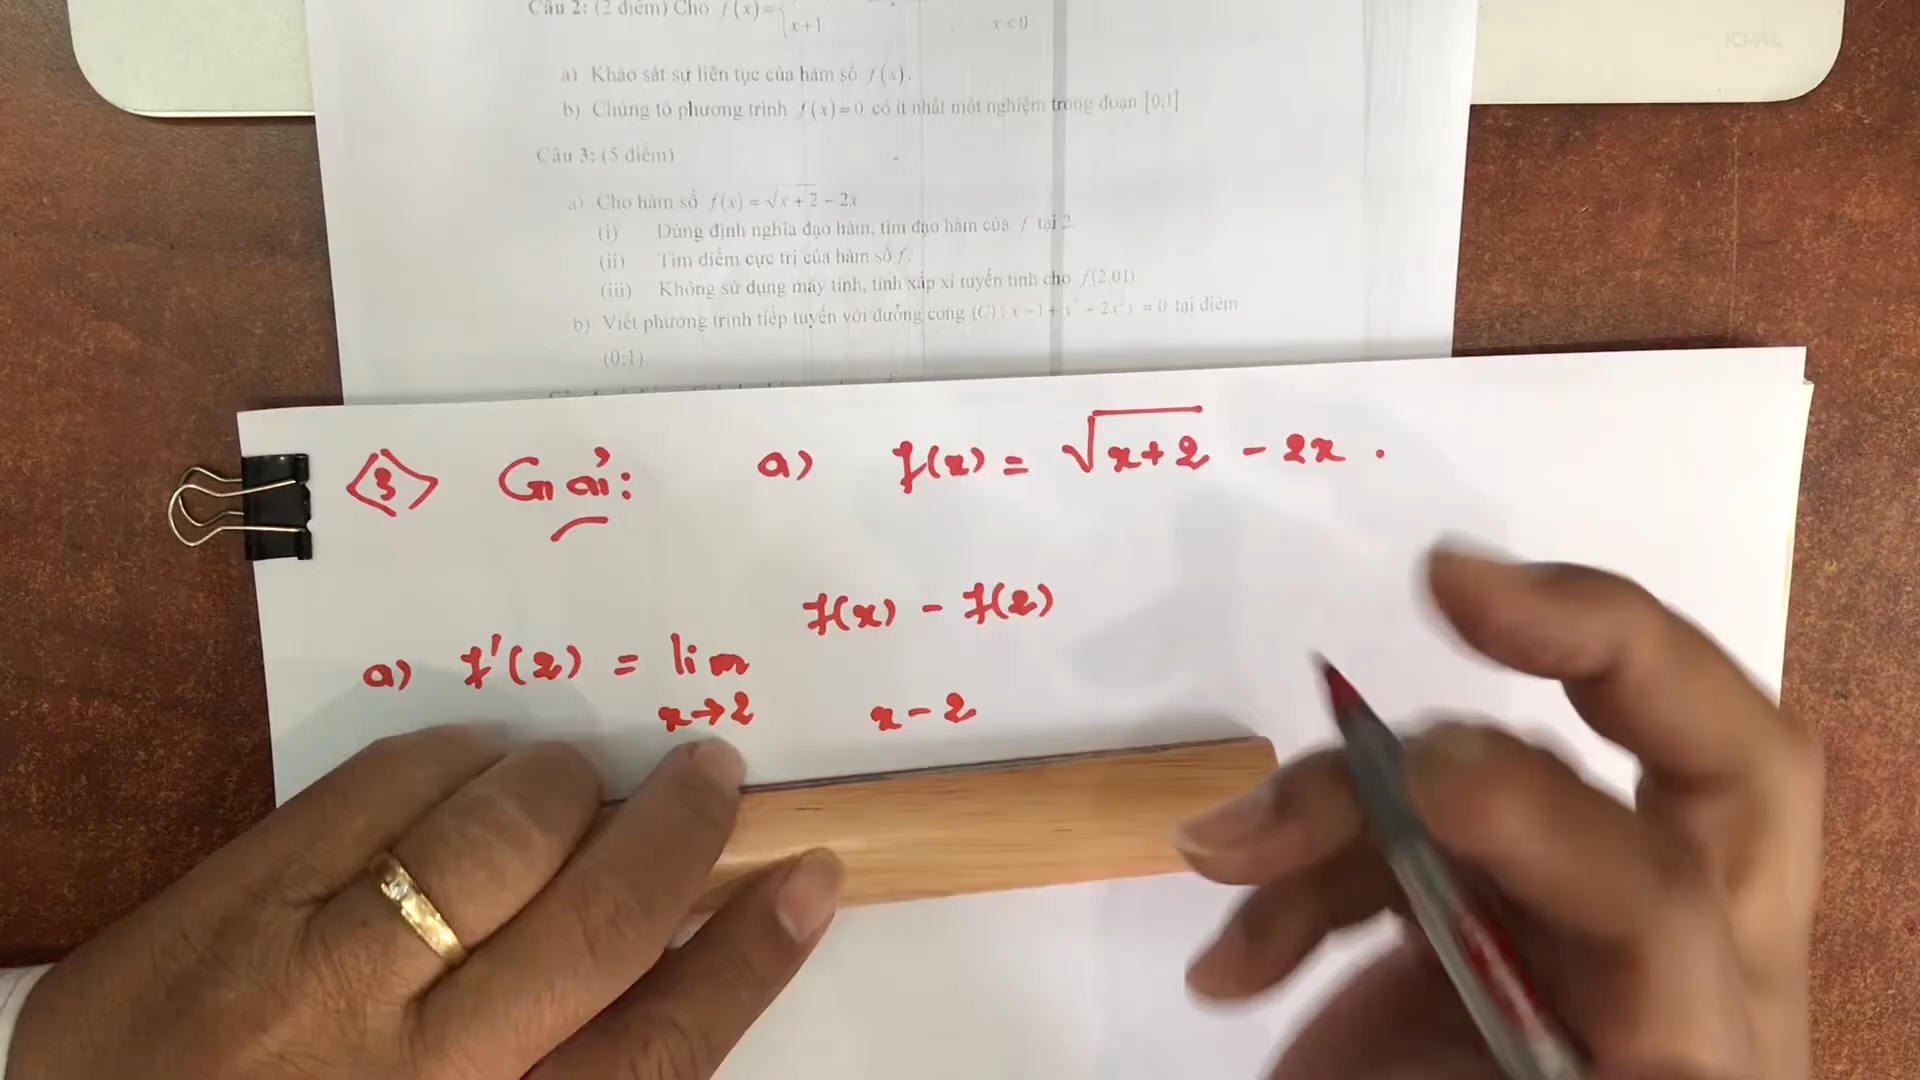 Câu 2: (2 điểm) Cho f(x)={
x+1 x<0
KCPAL
a) Khảo sát sự liên tục của hàm số f(x).
b) Chứng tỏ phương trình f(x)=0 có ít nhất một nghiệm trong đoạn [0;1].
Câu 3: (5 điểm)
a) Cho hàm số f(x) = √x+2 - 2x
(i) Dùng định nghĩa đạo hàm, tìm đạo hàm của f tại 2.
(ii) Tìm điểm cực trị của hàm số f.
(iii) Không sử dụng máy tính, tính xấp xỉ tuyến tính cho f(2.01)
b) Viết phương trình tiếp tuyến với đường cong (C): x-1+ = 0 tại điểm
(0;1).
3 Giải: a) f(x) = √x+2 - 2x .
f(x) - f(2)
a) f'(2) = lim
x→2 x-2